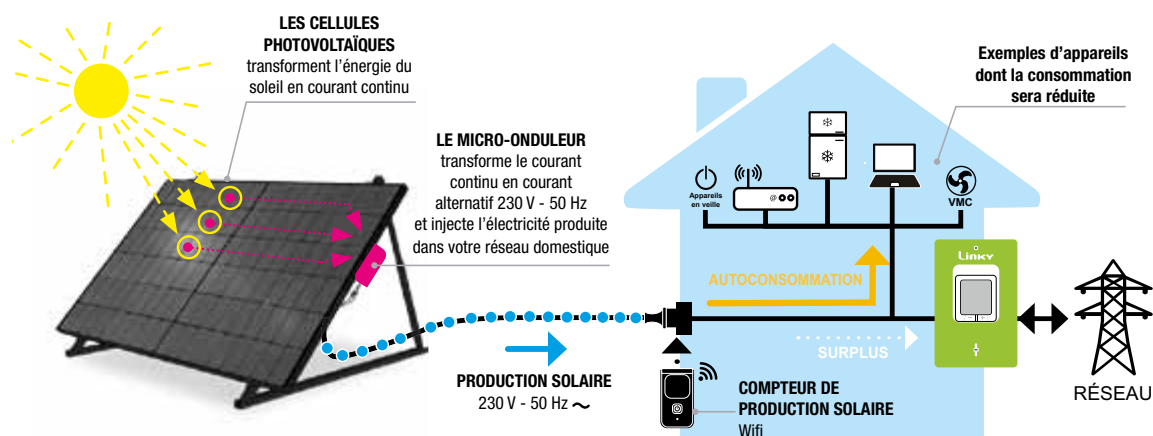 LES CELLULES
PHOTOVOLTAÏQUES
transforment l'énergie du
soleil en courant continu
LE MICRO-ONDULEUR
transforme le courant
continu en courant
alternatif 230 V - 50 Hz
et injecte l'électricité produite
dans votre réseau domestique
PRODUCTION SOLAIRE
230 V - 50 Hz ~
Exemples d'appareils
dont la consommation
sera réduite
Appareils
en veille
VMC
AUTOCONSOMMATION
SURPLUS
COMPTEUR DE
PRODUCTION SOLAIRE
Wifi
Linky
RÉSEAU